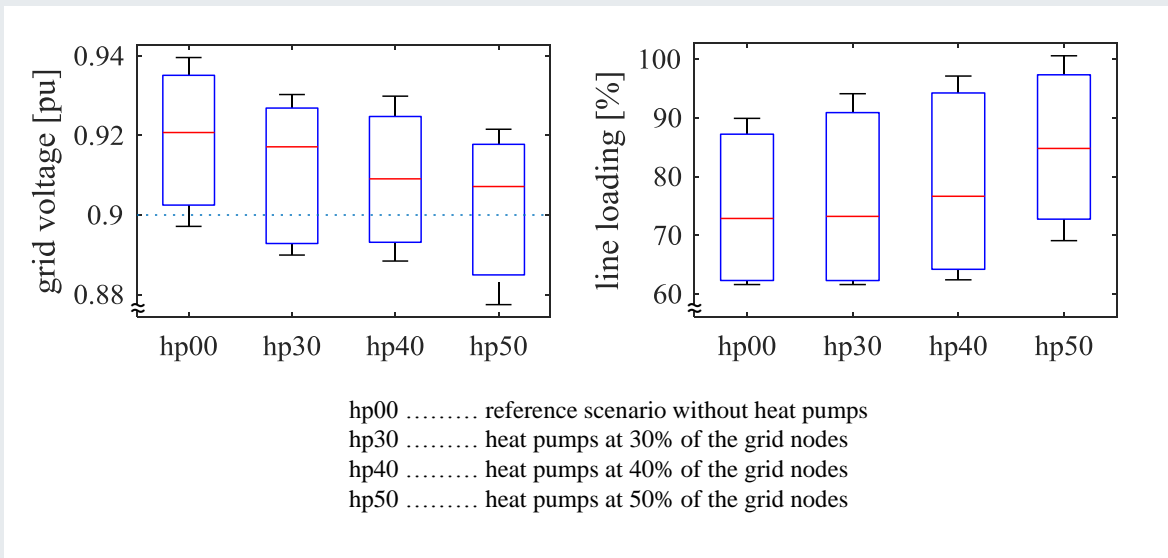 grid voltage [pu]
0.94
0.92
0.9
0.88
hp00 hp30 hp40 hp50
line loading [%]
100
90
80
70
60
hp00 hp30 hp40 hp50
hp00 ......... reference scenario without heat pumps
hp30 ......... heat pumps at 30% of the grid nodes
hp40 ......... heat pumps at 40% of the grid nodes
hp50 ......... heat pumps at 50% of the grid nodes